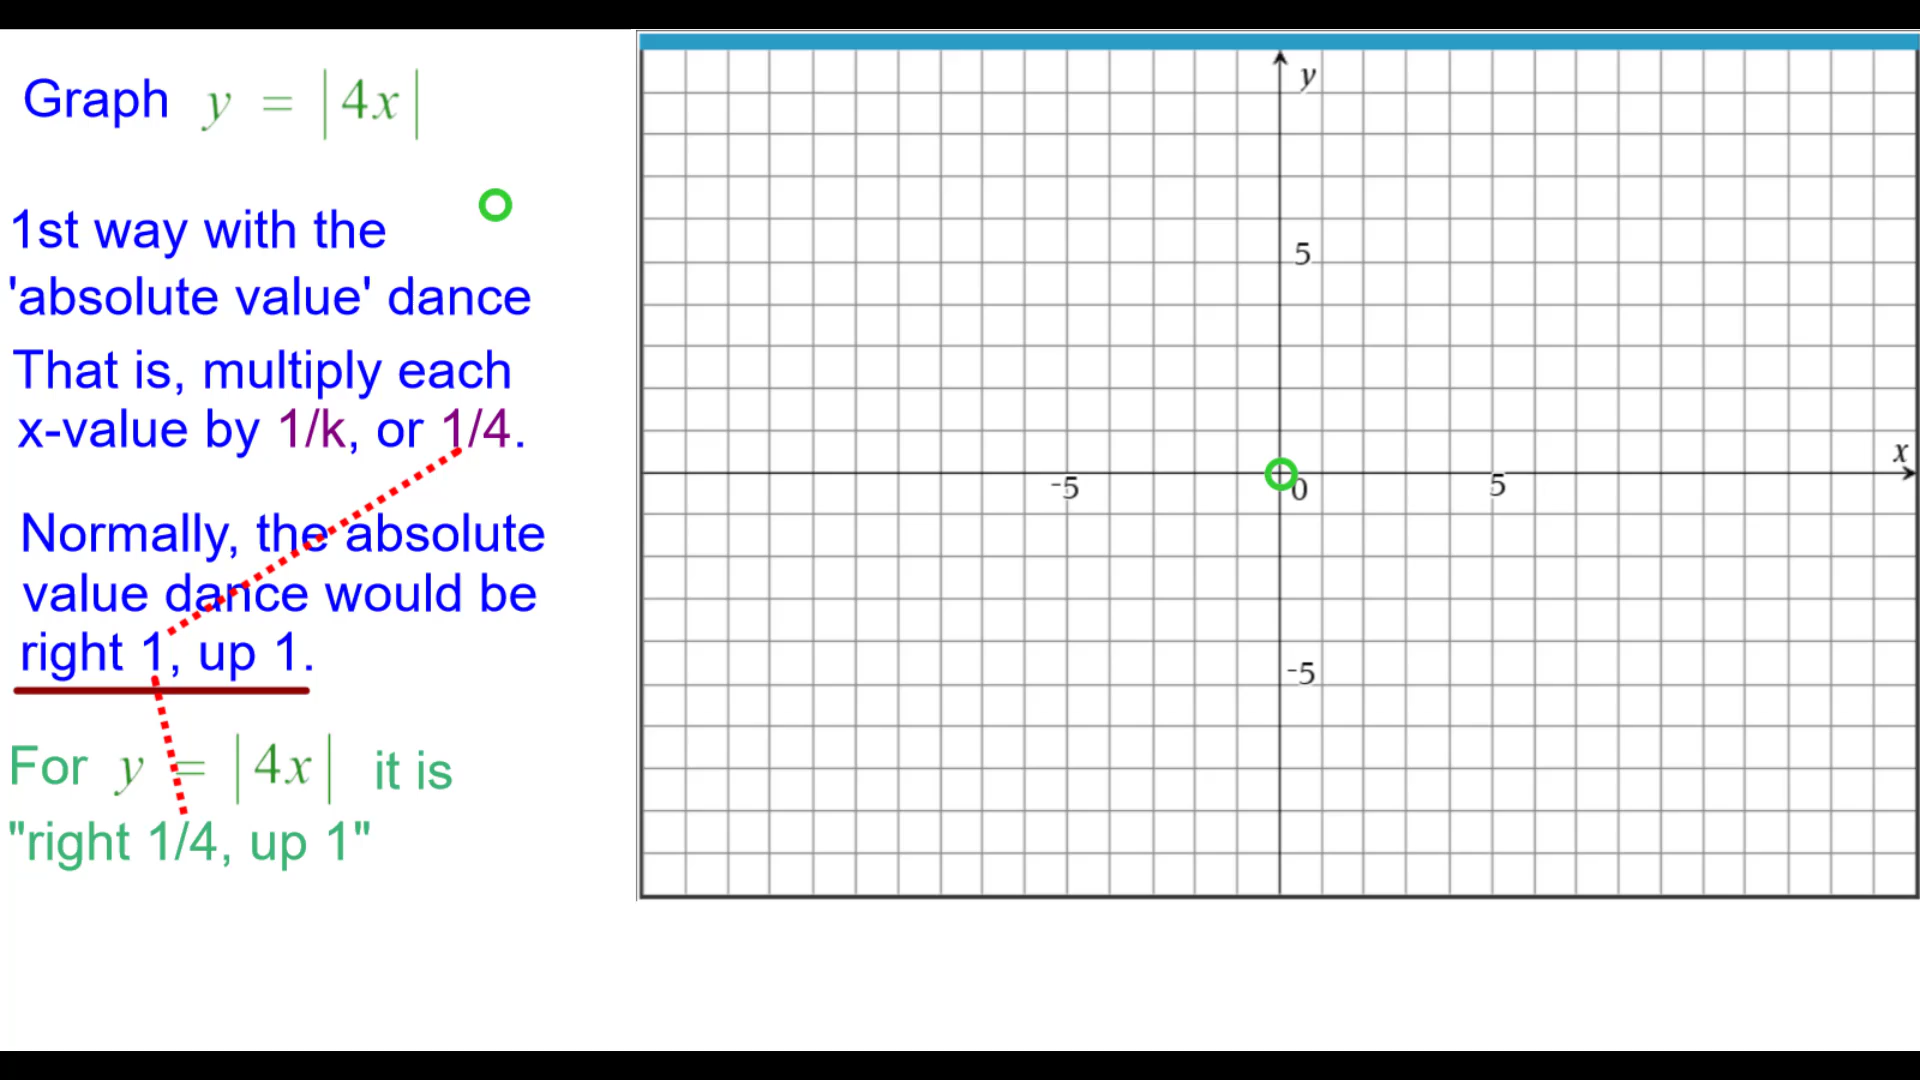 Graph y = |4x|
1st way with the
'absolute value' dance
That is, multiply each
x-value by 1/k, or 1/4.
Normally, the absolute
value dance would be
right 1, up 1.
For y = |4x| it is
"right 1/4, up 1"
y
5
x
-5 0 5
-5